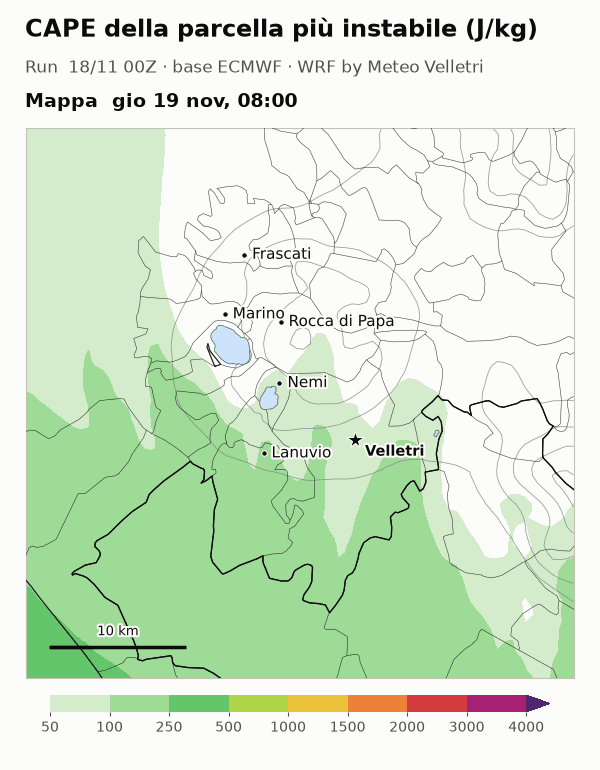 CAPE della parcella più instabile (J/kg)
Run  18/11 00Z · base ECMWF · WRF by Meteo Velletri
Mappa  gio 19 nov, 08:00
Frascati
Marino
Rocca di Papa
Nemi
Velletri
Lanuvio
10 km
50 100 250 500 1000 1500 2000 3000 4000